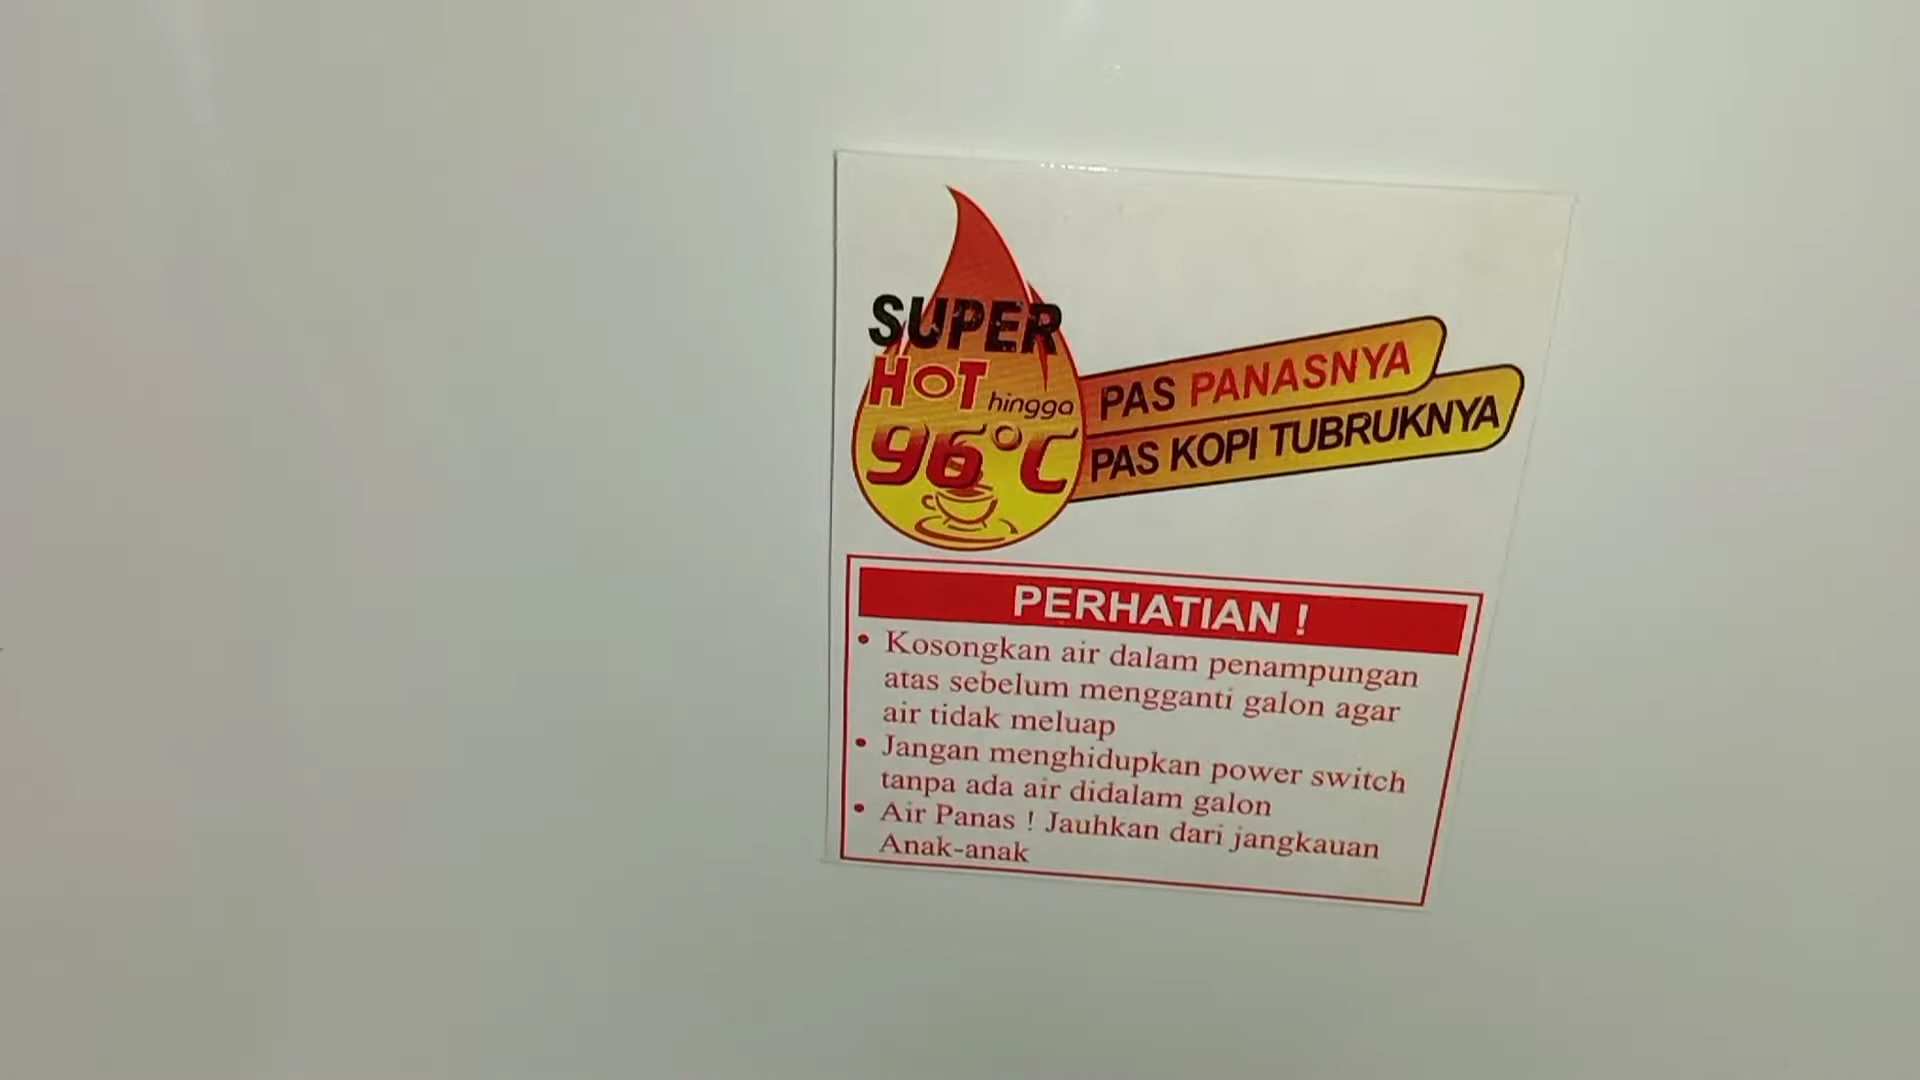 SUPER
HOT hingga
96°C
PAS PANASNYA
PAS KOPI TUBRUKNYA
PERHATIAN !
• Kosongkan air dalam penampungan
atas sebelum mengganti galon agar
air tidak meluap
• Jangan menghidupkan power switch
tanpa ada air didalam galon
• Air Panas ! Jauhkan dari jangkauan
Anak-anak